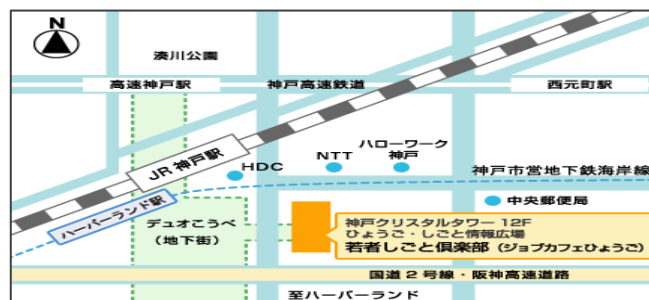 N
湊川公園
高速神戸駅
神戸高速鉄道
西元町駅
JR 神戸駅
HDC
NTT
ハローワーク
神戸
神戸市営地下鉄海岸線
ハーバーランド駅
中央郵便局
デュオこうべ
(地下街)
神戸クリスタルタワー 12F
ひょうご・しごと情報広場
若者しごと倶楽部 (ジョブカフェひょうご)
国道2号線・阪神高速道路
至ハーバーランド